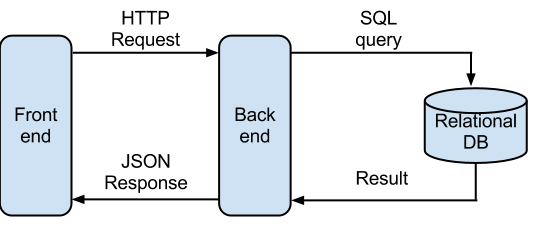 HTTP
Request
SQL
query
Front
end
Back
end
Relational
DB
JSON
Response
Result